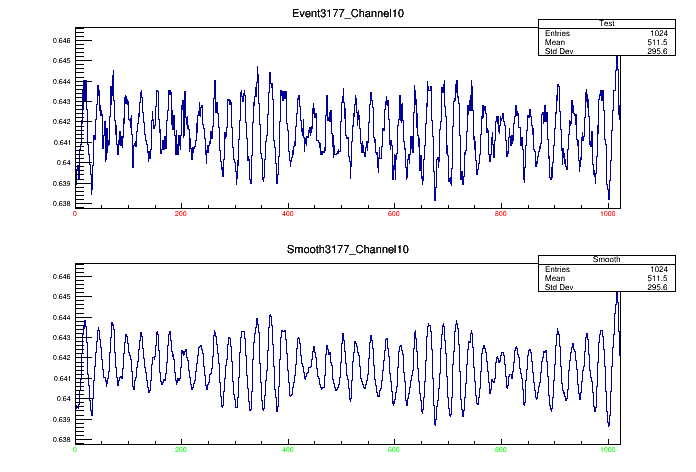 Event3177_Channel10
Test
Entries 1024
Mean 511.5
Std Dev 295.6
0.646
0.645
0.644
0.643
0.642
0.641
0.64
0.639
0.638
0 200 400 600 800 1000
Smooth3177_Channel10
Smooth
Entries 1024
Mean 511.5
Std Dev 295.6
0.646
0.645
0.644
0.643
0.642
0.641
0.64
0.639
0.638
0 200 400 600 800 1000